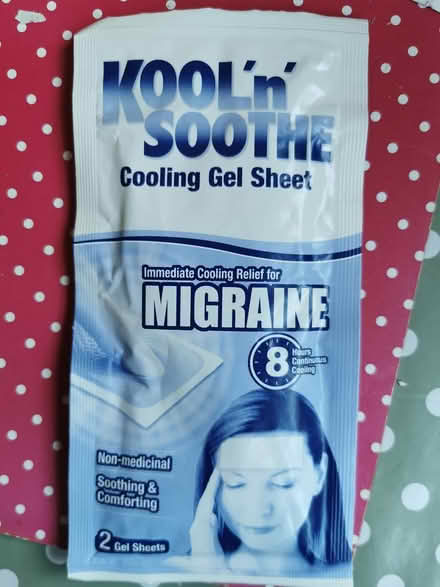 KOOL'n'
SOOTHE
Cooling Gel Sheet
Immediate Cooling Relief for
MIGRAINE
8
Hours
Continuous
Cooling
Non-medicinal
Soothing &
Comforting
2 Gel Sheets